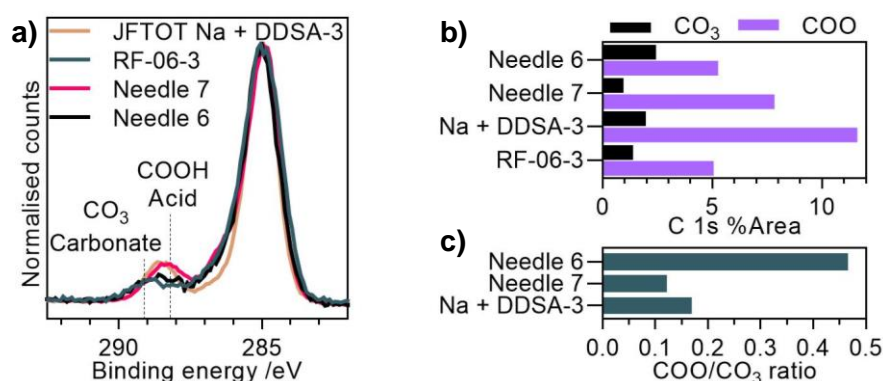 a)
JFTOT Na + DDSA-3
RF-06-3
Needle 7
Needle 6
COOH
Acid
CO3
Carbonate
Normalised counts
290
285
Binding energy /eV
b)
CO3
COO
Needle 6
Needle 7
Na + DDSA-3
RF-06-3
0
5
10
C 1s %Area
c)
Needle 6
Needle 7
Na + DDSA-3
0.0
0.1
0.2
0.3
0.4
0.5
COO/CO3 ratio